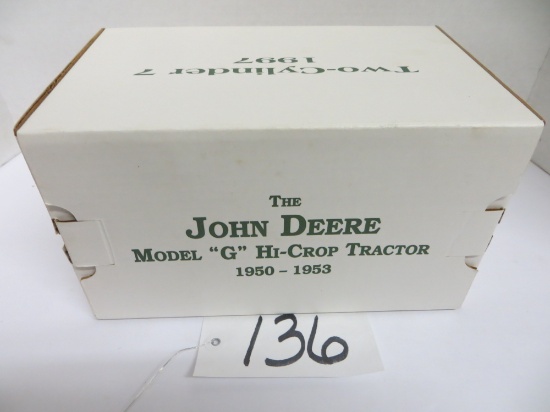 Two-Cylinder 7
1997
THE
JOHN DEERE
MODEL "G" HI-CROP TRACTOR
1950 - 1953
136